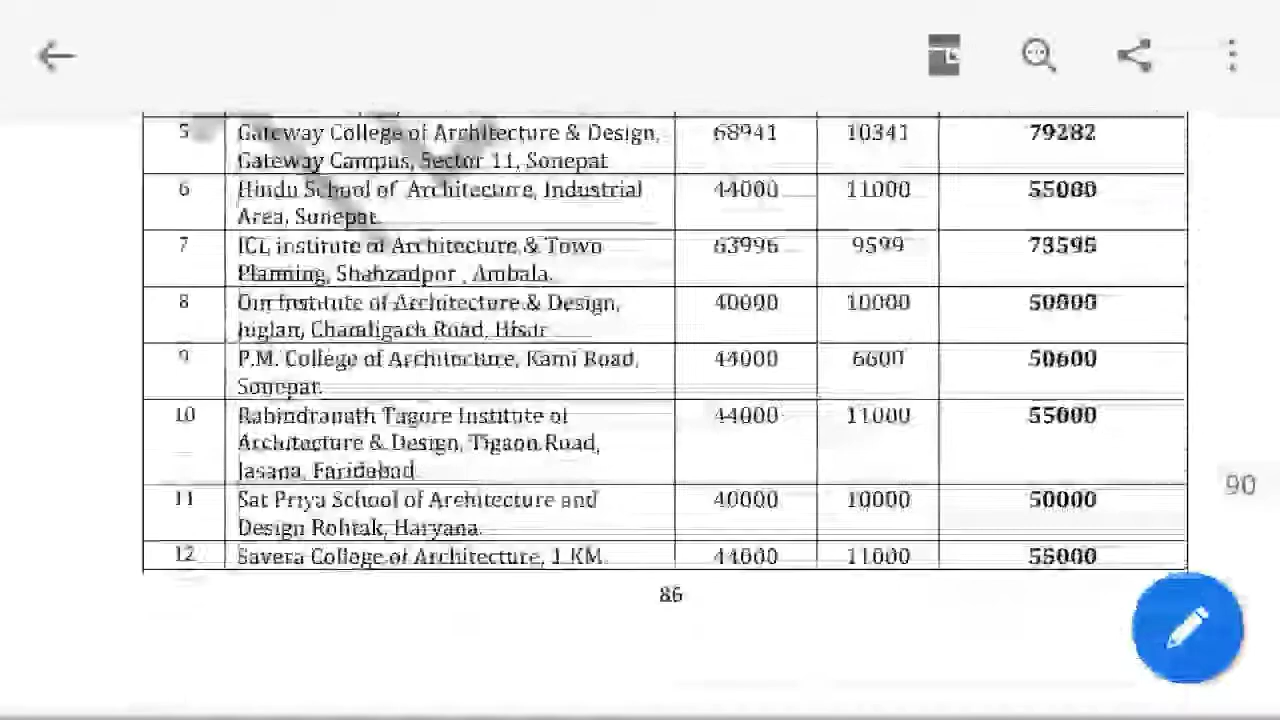 5 Gateway College of Architecture & Design, 68941 10341 79282
Gateway Campus, Sector 11, Sonepat
6 Hindu School of Architecture, Industrial 44000 11000 55000
Area, Sonepat.
7 ICL institute of Architecture & Town 63996 9599 73595
Planning, Shahzadpor , Ambala.
8 Om Institute of Architecture & Design, 40000 10000 50000
Juglan, Chandigarh Road, Hisar
9 P.M. College of Architecture, Kami Road, 44000 6600 50600
Sonepat.
10 Rabindranath Tagore Institute of 44000 11000 55000
Architecture & Design, Tigaon Road,
Jasana, Faridabad
11 Sat Priya School of Architecture and 40000 10000 50000
Design Rohtak, Haryana.
12 Savera College of Architecture, 1 KM. 44000 11000 55000
86
90